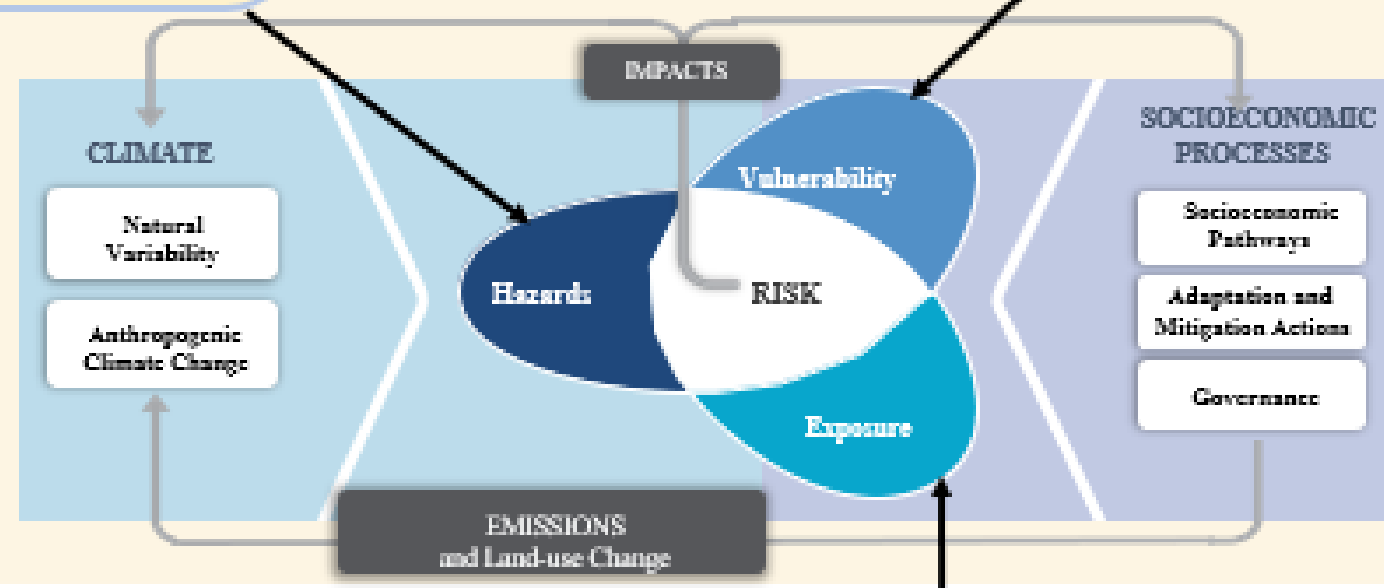 IMPACTS
CLIMATE
Natural
Variability
Anthropogenic
Climate Change
Vulnerability
Hazards
RISK
Exposure
SOCIOECONOMIC
PROCESSES
Socioeconomic
Pathways
Adaptation and
Mitigation Actions
Governance
EMISSIONS
and Land-use Change